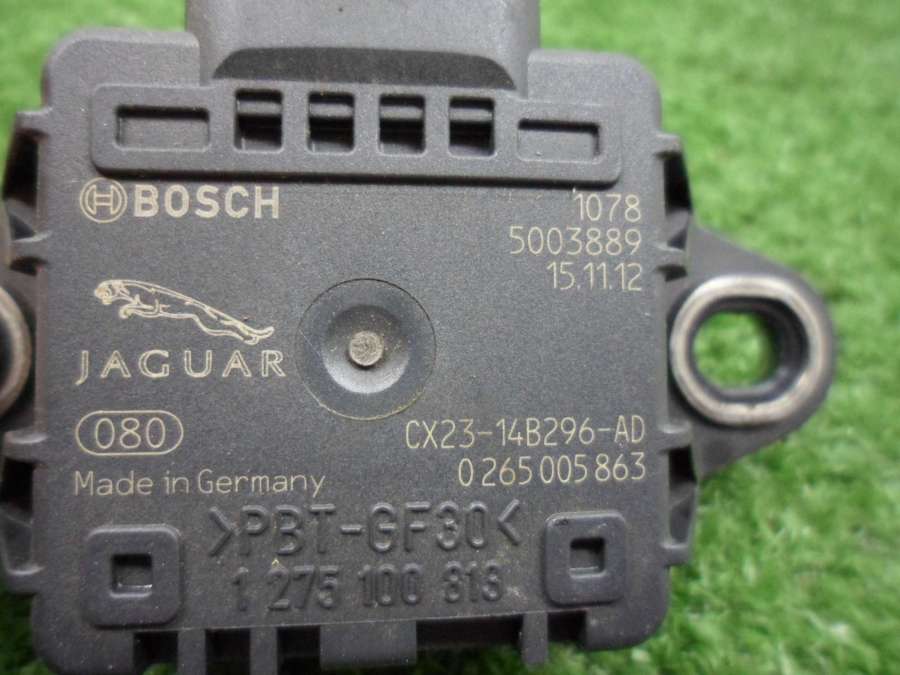 BOSCH
1078
5003889
15.11.12
JAGUAR
080
CX23-14B296-AD
0 265 005 863
Made in Germany
>PBT-GF30<
1 275 100 313